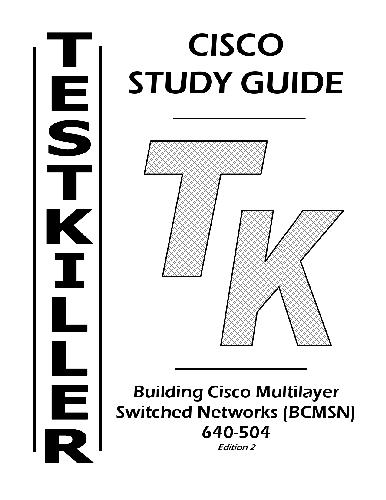 TESTKILLER
CISCO
STUDY GUIDE
TK
Building Cisco Multilayer
Switched Networks (BCMSN)
640-504
Edition 2